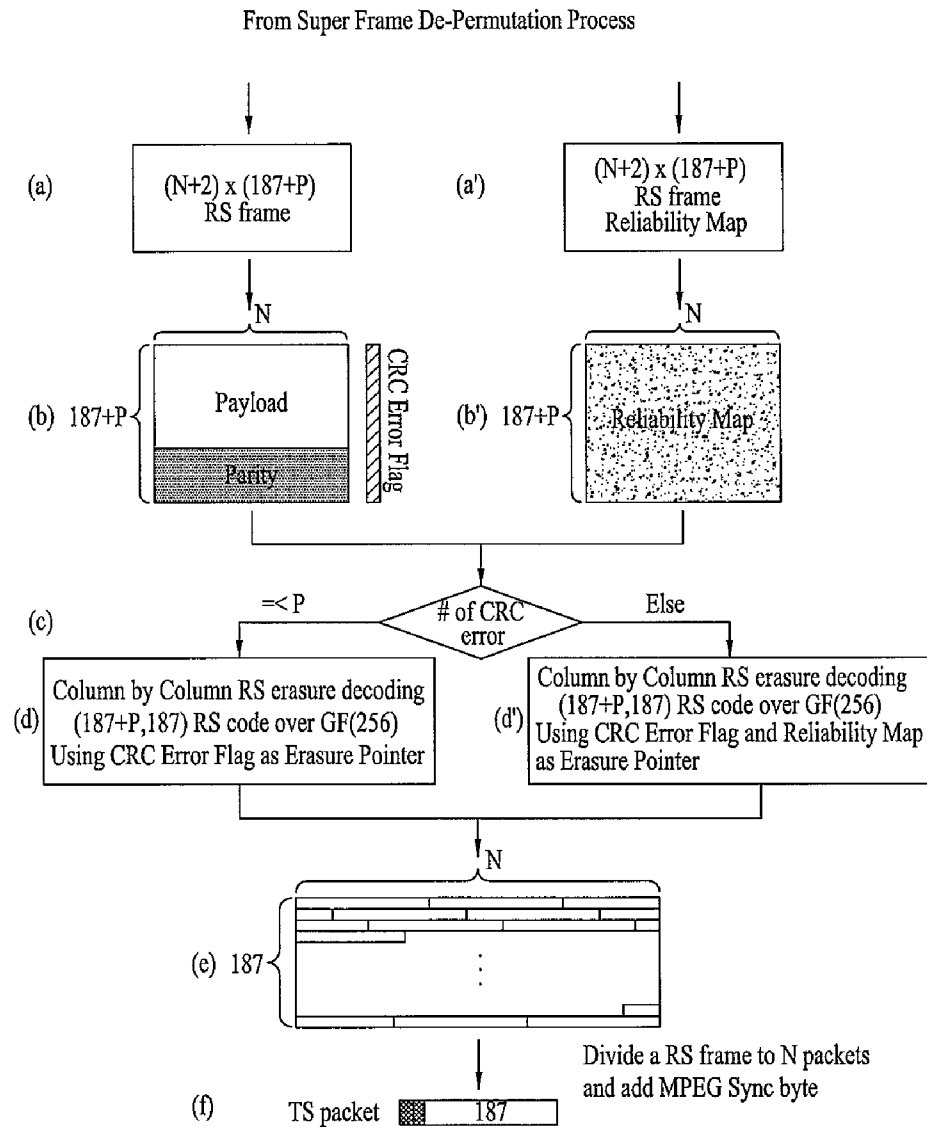 From Super Frame De-Permutation Process
(a)
(N+2) x (187+P)
RS frame
(a')
(N+2) x (187+P)
RS frame
Reliability Map
N
N
(b) 187+P
Payload
Parity
CRC Error Flag
(b') 187+P
Reliability Map
(c)
=< P
# of CRC
error
Else
(d)
Column by Column RS erasure decoding
(187+P,187) RS code over GF(256)
Using CRC Error Flag as Erasure Pointer
(d')
Column by Column RS erasure decoding
(187+P,187) RS code over GF(256)
Using CRC Error Flag and Reliability Map
as Erasure Pointer
N
(e) 187
Divide a RS frame to N packets
and add MPEG Sync byte
(f)
TS packet
187